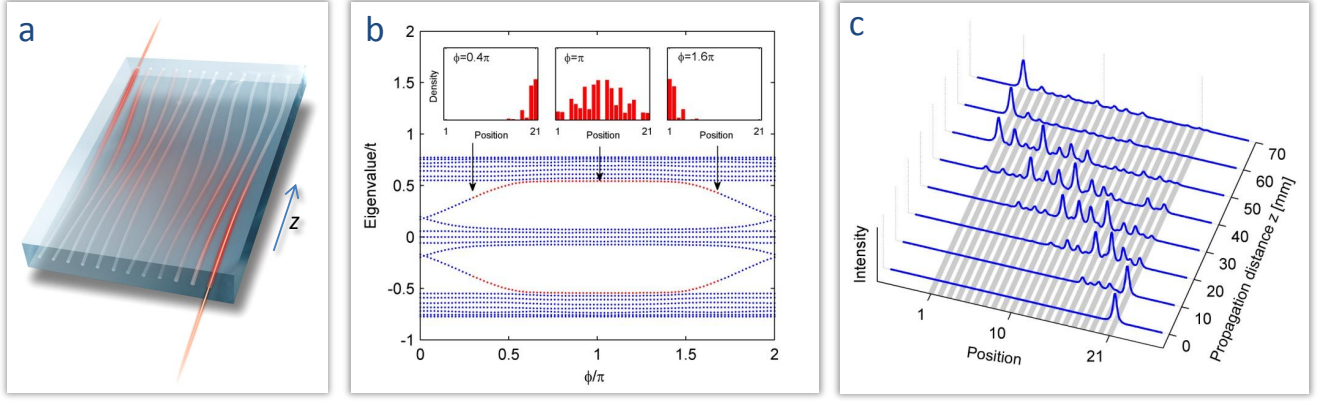 a
z
b
2
1.5
1
0.5
0
-0.5
-1
Eigenvalue/t
ϕ=0.4π
ϕ=π
ϕ=1.6π
Density
1 Position 21
1 Position 21
1 Position 21
0 0.5 1 1.5 2
ϕ/π
c
Intensity
1
10
21
Position
0
10
20
30
40
50
60
70
Propagation distance z [mm]